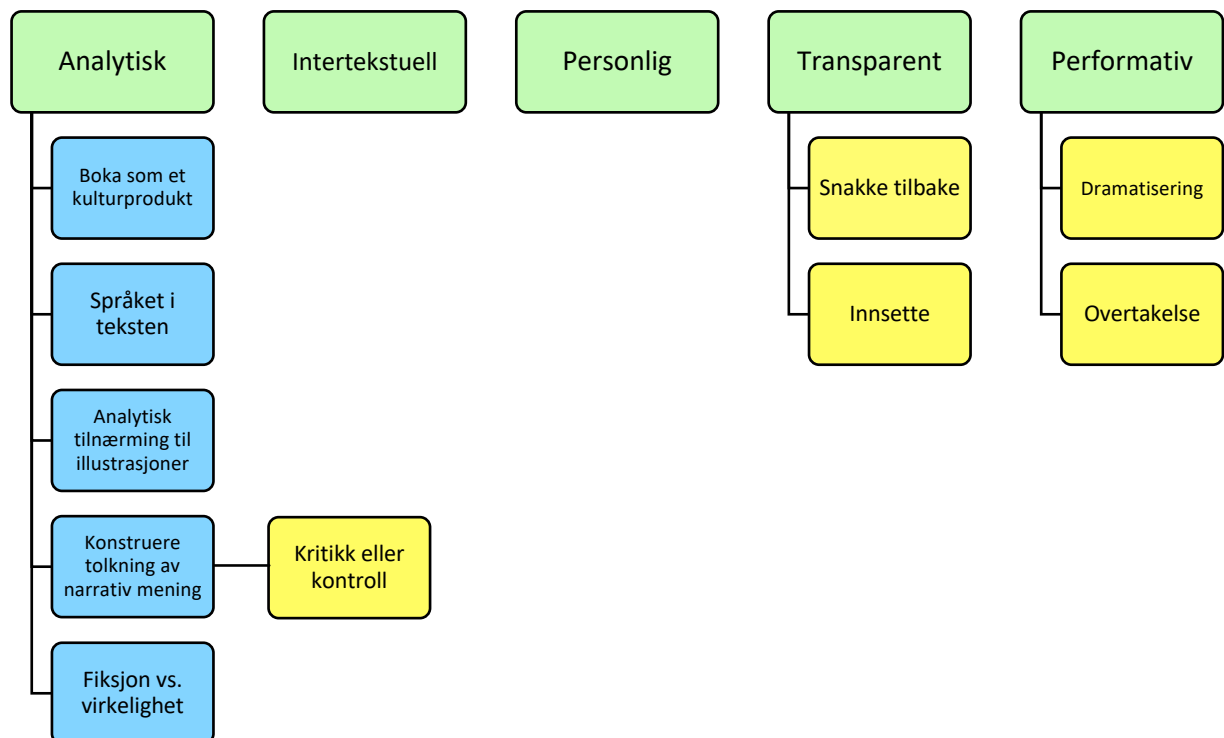 Analytisk
Intertekstuell
Personlig
Transparent
Performativ
Boka som et
kulturprodukt
Snakke tilbake
Dramatisering
Språket i
teksten
Innsette
Overtakelse
Analytisk
tilnærming til
illustrasjoner
Konstruere
tolkning av
narrativ mening
Kritikk eller
kontroll
Fiksjon vs.
virkelighet